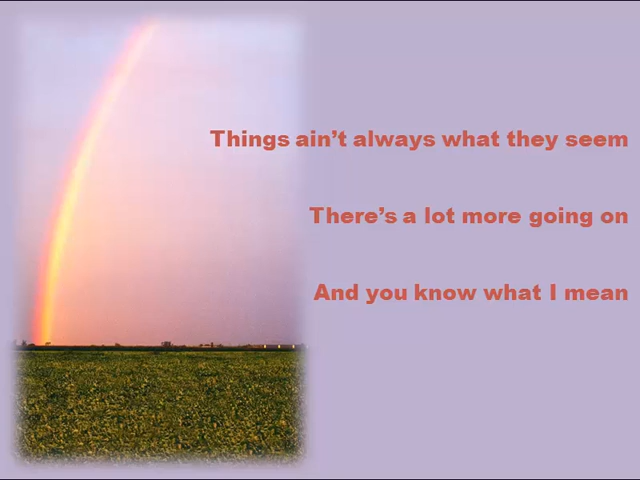 Things ain’t always what they seem
There’s a lot more going on
And you know what I mean